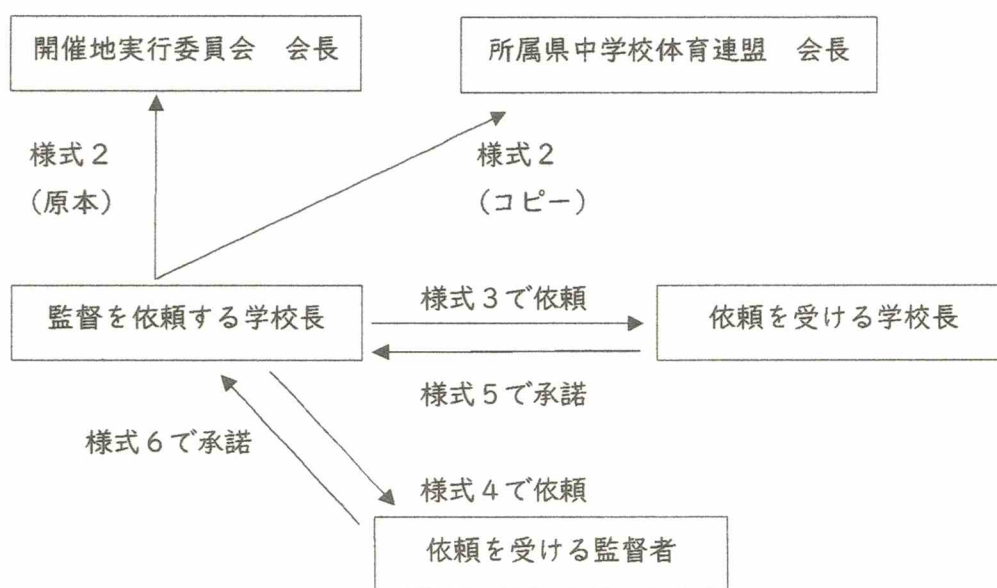 開催地実行委員会　会長
所属県中学校体育連盟　会長
様式２
（原本）
様式２
（コピー）
監督を依頼する学校長
様式３で依頼
依頼を受ける学校長
様式５で承諾
様式６で承諾
様式４で依頼
依頼を受ける監督者